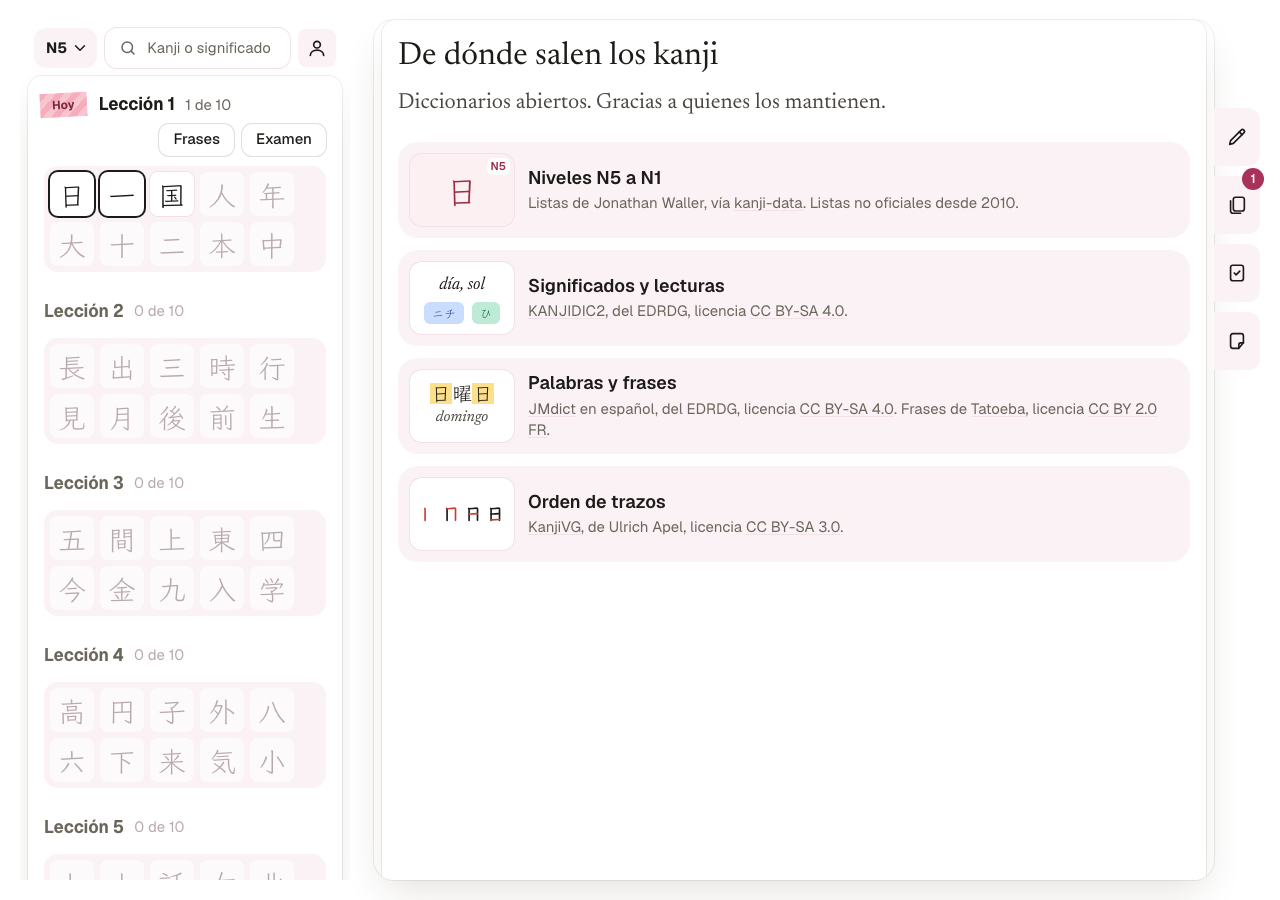 N5
Kanji o significado
Hoy
Lección 1 1 de 10
Frases
Examen
日 一 国 人 年
大 十 二 本 中
Lección 2 0 de 10
長 出 三 時 行
見 月 後 前 生
Lección 3 0 de 10
五 間 上 東 四
今 金 九 入 学
Lección 4 0 de 10
高 円 子 外 八
六 下 来 気 小
Lección 5 0 de 10
De dónde salen los kanji
Diccionarios abiertos. Gracias a quienes los mantienen.
N5
日
Niveles N5 a N1
Listas de Jonathan Waller, vía kanji-data. Listas no oficiales desde 2010.
día, sol
ニチ ひ
Significados y lecturas
KANJIDIC2, del EDRDG, licencia CC BY-SA 4.0.
日曜日
domingo
Palabras y frases
JMdict en español, del EDRDG, licencia CC BY-SA 4.0. Frases de Tatoeba, licencia CC BY 2.0
FR.
日
Orden de trazos
KanjiVG, de Ulrich Apel, licencia CC BY-SA 3.0.
1